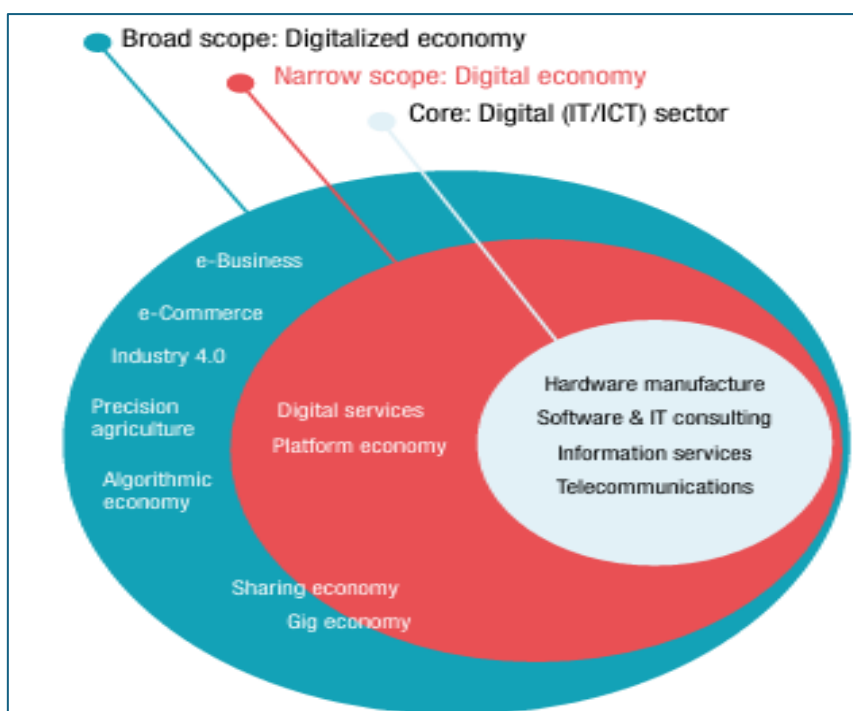 Broad scope: Digitalized economy
Narrow scope: Digital economy
Core: Digital (IT/ICT) sector
e-Business
e-Commerce
Industry 4.0
Precision
agriculture
Algorithmic
economy
Digital services
Platform economy
Sharing economy
Gig economy
Hardware manufacture
Software & IT consulting
Information services
Telecommunications